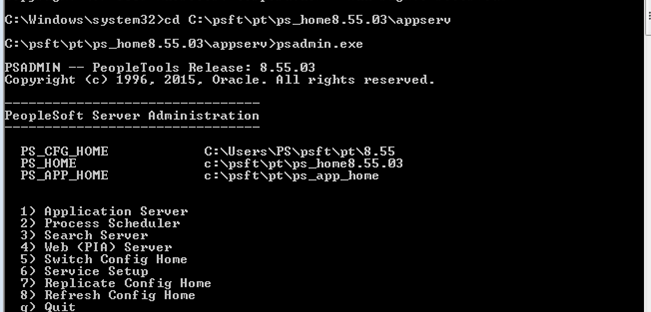 C:\Windows\system32>cd C:\psft\pt\ps_home8.55.03\appserv
C:\psft\pt\ps_home8.55.03\appserv>psadmin.exe
PSADMIN -- PeopleTools Release: 8.55.03
Copyright (c) 1996, 2015, Oracle. All rights reserved.
--------------------------------
PeopleSoft Server Administration
--------------------------------
PS_CFG_HOME C:\Users\PS\psft\pt\8.55
PS_HOME c:\psft\pt\ps_home8.55.03
PS_APP_HOME c:\psft\pt\ps_app_home
1) Application Server
2) Process Scheduler
3) Search Server
4) Web (PIA) Server
5) Switch Config Home
6) Service Setup
7) Replicate Config Home
8) Refresh Config Home
q) Quit